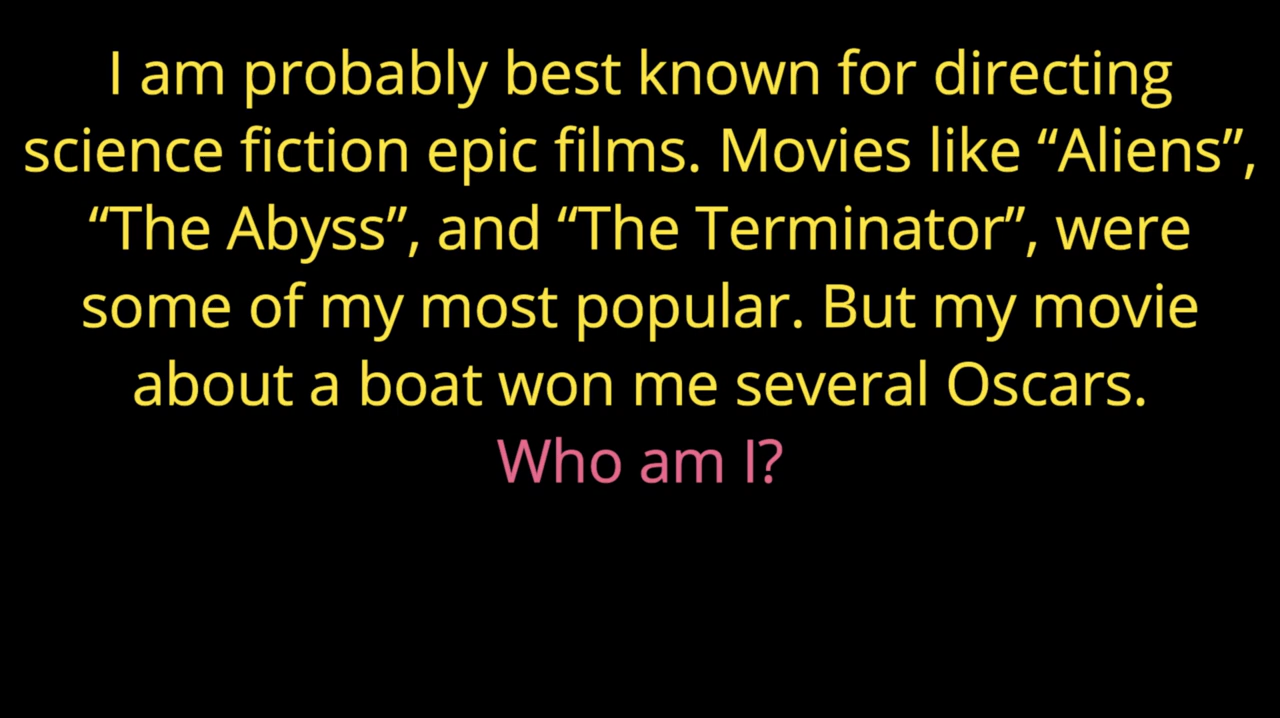 I am probably best known for directing
science fiction epic films. Movies like “Aliens”,
“The Abyss”, and “The Terminator”, were
some of my most popular. But my movie
about a boat won me several Oscars.
Who am I?